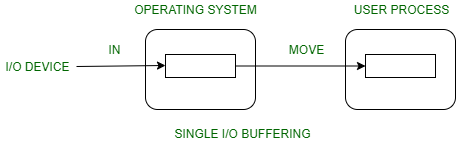 OPERATING SYSTEM
USER PROCESS
IN
MOVE
I/O DEVICE
SINGLE I/O BUFFERING